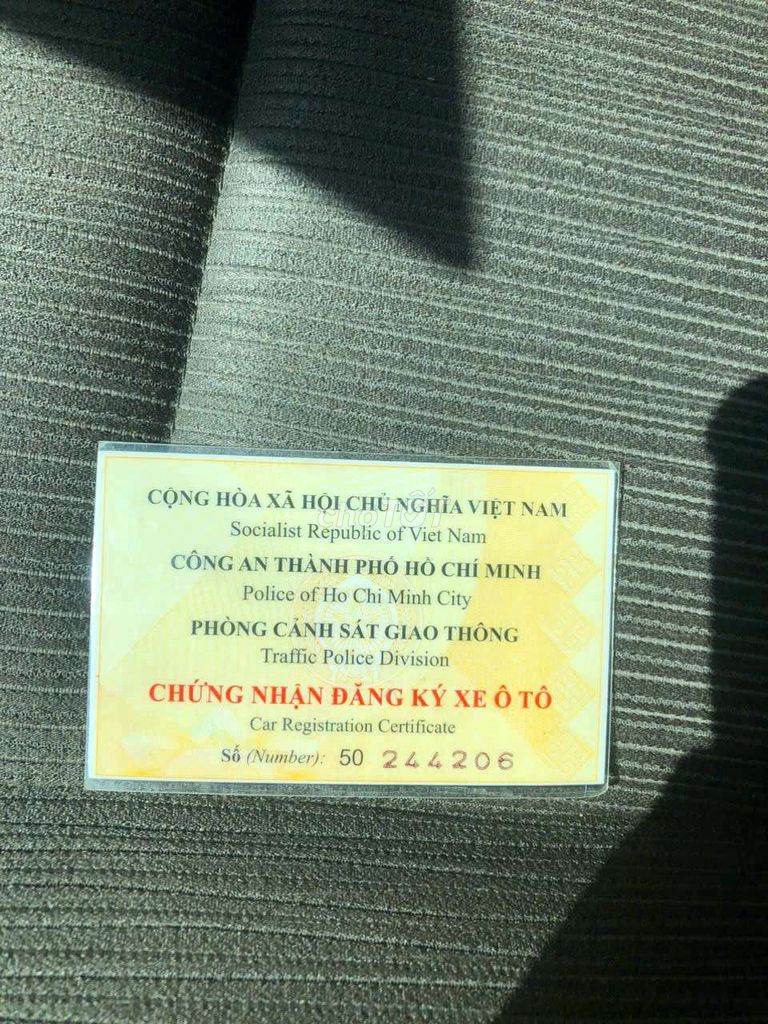 CỘNG HÒA XÃ HỘI CHỦ NGHĨA VIỆT NAM
chợTỐT
Socialist Republic of Viet Nam
CÔNG AN THÀNH PHỐ HỒ CHÍ MINH
Police of Ho Chi Minh City
PHÒNG CẢNH SÁT GIAO THÔNG
Traffic Police Division
CHỨNG NHẬN ĐĂNG KÝ XE Ô TÔ
Car Registration Certificate
Số (Number): 50 244206